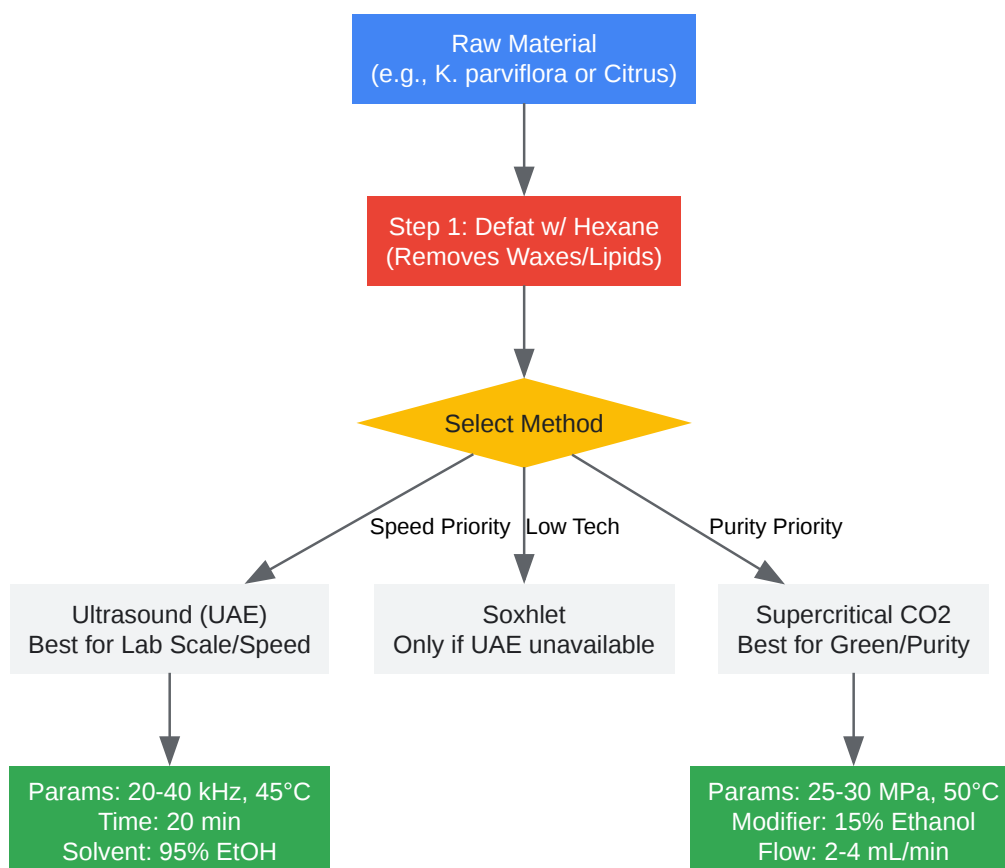 Raw Material
(e.g., K. parviflora or Citrus)
Step 1: Defat w/ Hexane
(Removes Waxes/Lipids)
Select Method
Speed Priority
Low Tech
Purity Priority
Ultrasound (UAE)
Best for Lab Scale/Speed
Soxhlet
Only if UAE unavailable
Supercritical CO2
Best for Green/Purity
Params: 20-40 kHz, 45°C
Time: 20 min
Solvent: 95% EtOH
Params: 25-30 MPa, 50°C
Modifier: 15% Ethanol
Flow: 2-4 mL/min